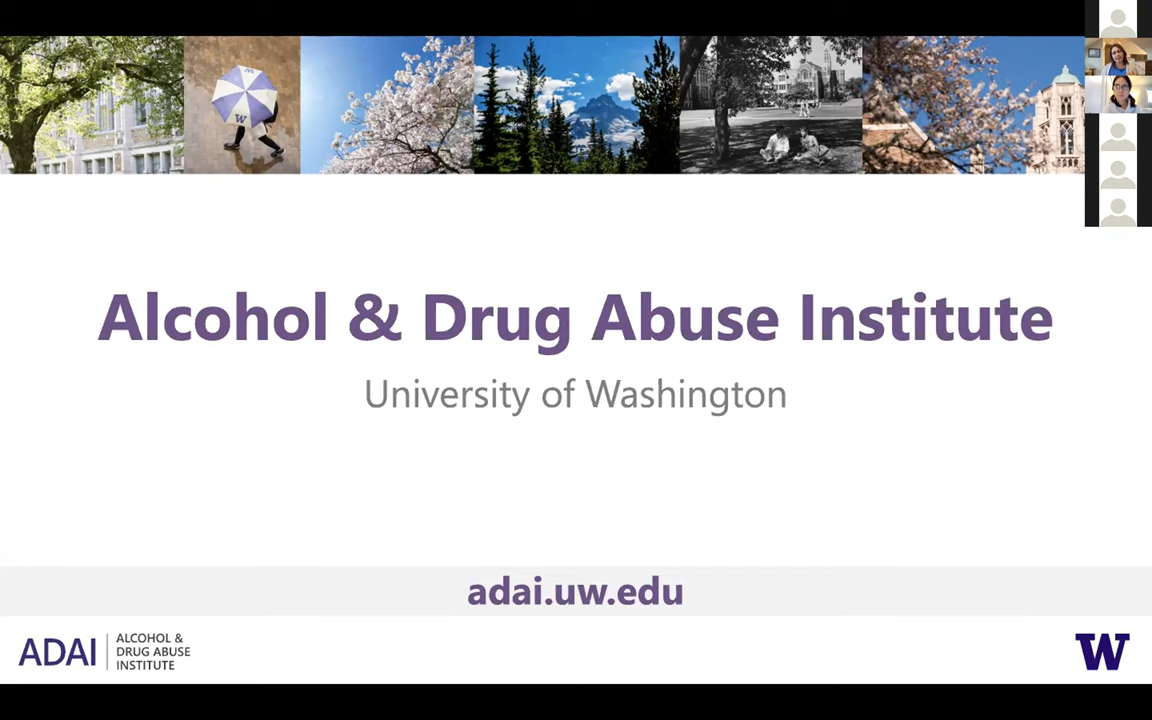 W
Alcohol & Drug Abuse Institute
University of Washington
adai.uw.edu
ADAI
ALCOHOL &
DRUG ABUSE
INSTITUTE
W